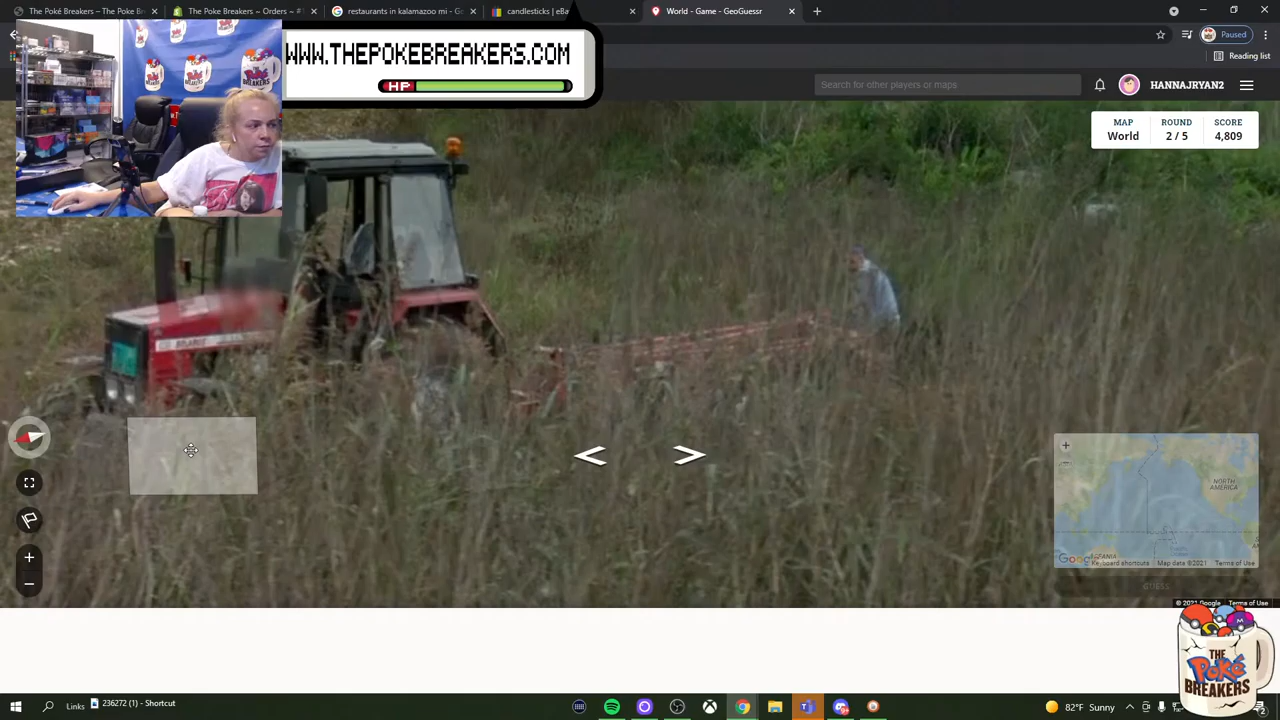 The Poke Breakers – The Poke B
The Poke Breakers ~ Orders ~ #
restaurants in kalamazoo mi - Go
candlesticks | eBa
World - Game - GeoGuessr
Paused
Reading list
WWW.THEPOKEBREAKERS.COM
HP
Search for other players or maps
HANNAJRYAN2
MAP
World
ROUND
2 / 5
SCORE
4,809
NORTH
AMERICA
Google
Keyboard shortcuts
Map data ©2021
Terms of Use
GUESS
© 2021 Google
Terms of Use
THE
Poké
BREAKERS
Links
236272 (1) - Shortcut
82°F Sunny